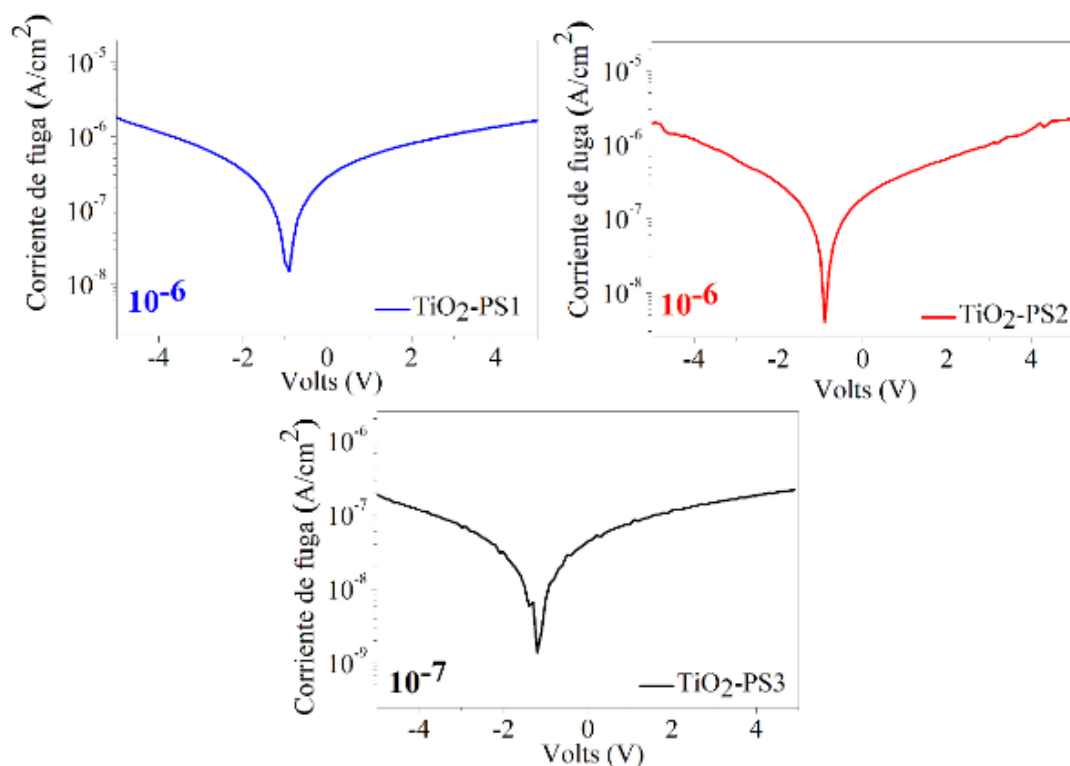 Corriente de fuga (A/cm²)
10⁻⁵
10⁻⁶
10⁻⁷
10⁻⁸
10⁻⁶
TiO₂-PS1
-4 -2 0 2 4
Volts (V)
Corriente de fuga (A/cm²)
10⁻⁵
10⁻⁶
10⁻⁷
10⁻⁸
10⁻⁶
TiO₂-PS2
-4 -2 0 2 4
Volts (V)
Corriente de fuga (A/cm²)
10⁻⁶
10⁻⁷
10⁻⁸
10⁻⁹
10⁻⁷
TiO₂-PS3
-4 -2 0 2 4
Volts (V)